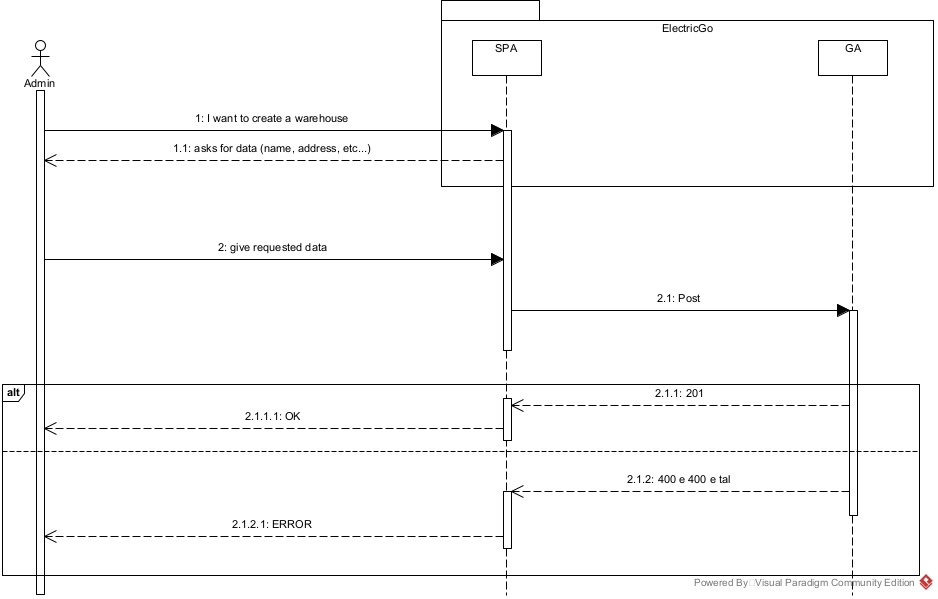 ElectricGo
SPA
GA
Admin
1: I want to create a warehouse
1.1: asks for data (name, address, etc...)
2: give requested data
2.1: Post
alt
2.1.1: 201
2.1.1.1: OK
2.1.2: 400 e 400 e tal
2.1.2.1: ERROR
Powered By Visual Paradigm Community Edition